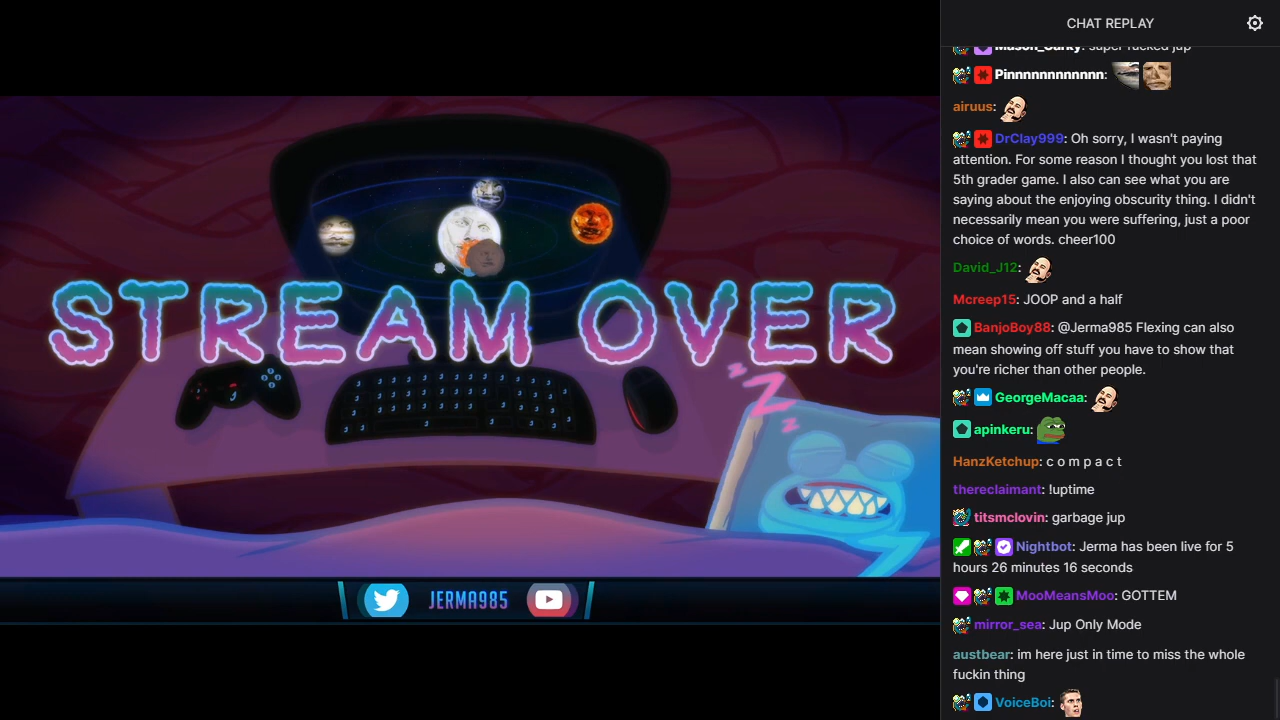 STREAM OVER
z
Z
z
JERMA985
CHAT REPLAY
Mason_Carky: super fucked jup
Pinnnnnnnnnnnn:
airuus:
DrClay999: Oh sorry, I wasn't paying
attention. For some reason I thought you lost that
5th grader game. I also can see what you are
saying about the enjoying obscurity thing. I didn't
necessarily mean you were suffering, just a poor
choice of words. cheer100
David_J12:
Mcreep15: JOOP and a half
BanjoBoy88: @Jerma985 Flexing can also
mean showing off stuff you have to show that
you're richer than other people.
GeorgeMacaa:
apinkeru:
HanzKetchup: c o m p a c t
thereclaimant: !uptime
titsmclovin: garbage jup
Nightbot: Jerma has been live for 5
hours 26 minutes 16 seconds
MooMeansMoo: GOTTEM
mirror_sea: Jup Only Mode
austbear: im here just in time to miss the whole
fuckin thing
VoiceBoi: